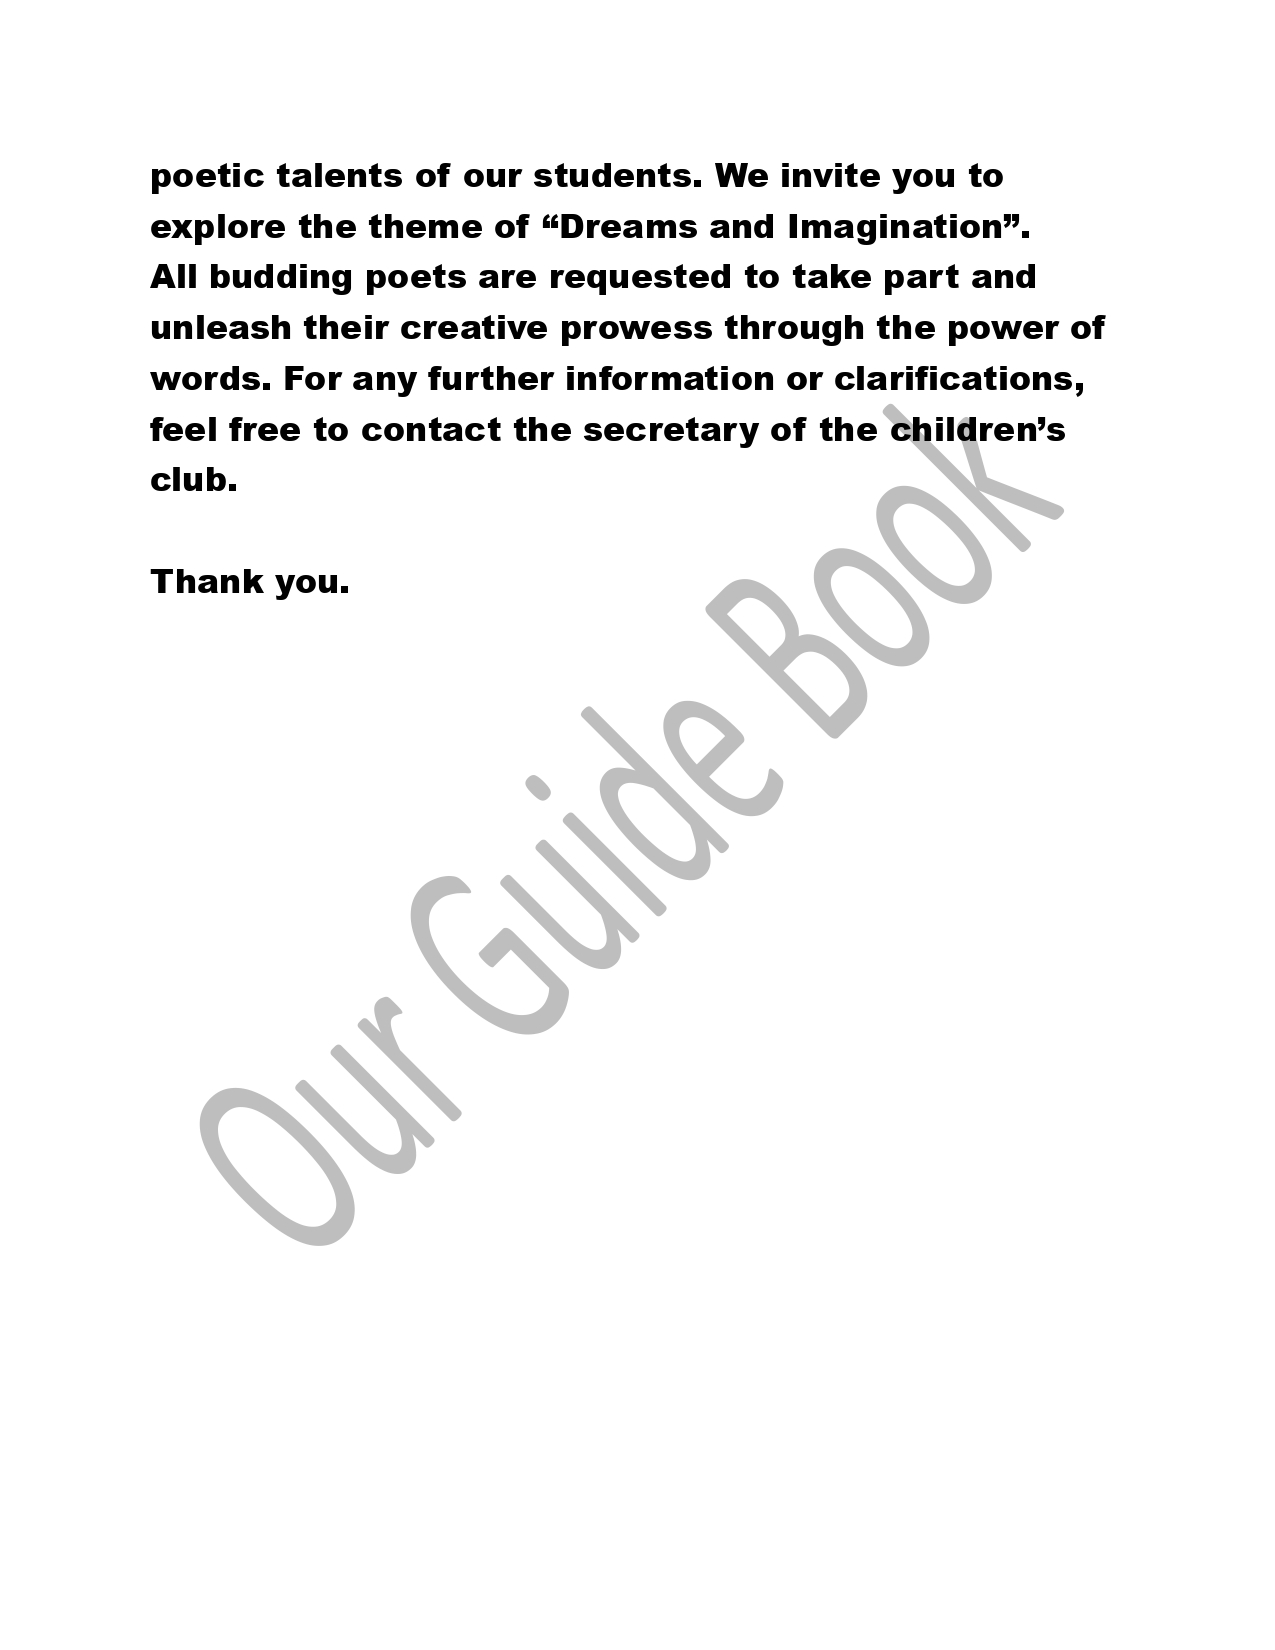 poetic talents of our students. We invite you to
explore the theme of “Dreams and Imagination”.
All budding poets are requested to take part and
unleash their creative prowess through the power of
words. For any further information or clarifications,
feel free to contact the secretary of the children’s
club.
Thank you.
Our Guide Book